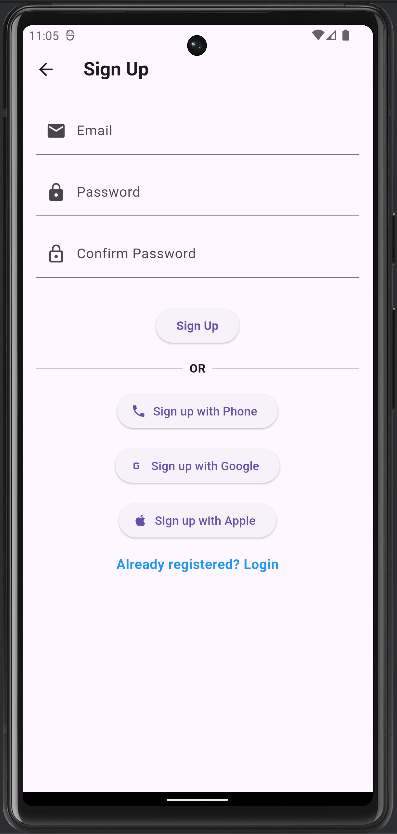 11:05
Sign Up
Email
Password
Confirm Password
Sign Up
OR
Sign up with Phone
G Sign up with Google
Sign up with Apple
Already registered? Login